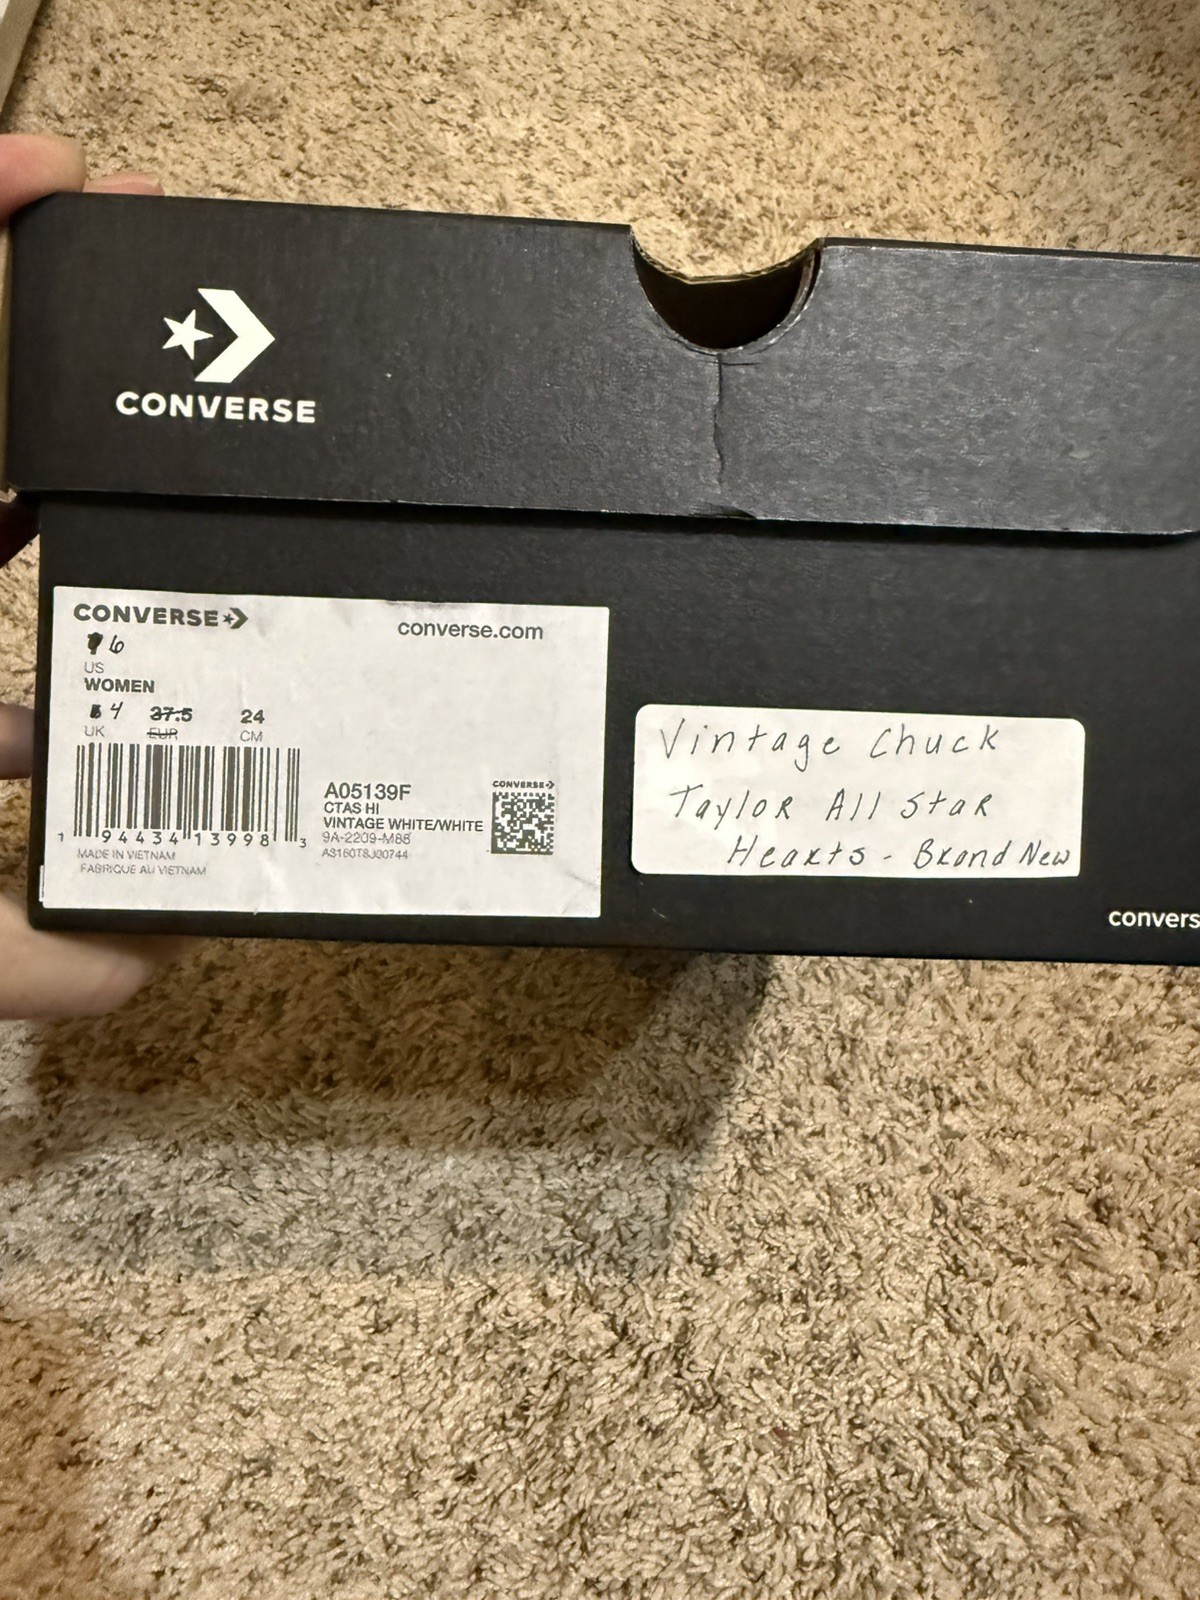 CONVERSE
CONVERSE
converse.com
6
US
WOMEN
4 37.5 24
UK EUR CM
1 94434 13998 3
MADE IN VIETNAM
FABRIQUE AU VIETNAM
A05139F
CTAS HI
VINTAGE WHITE/WHITE
9A-2209-M88
CONVERSE
Vintage Chuck
Taylor All Star
Hearts - Brand New
convers